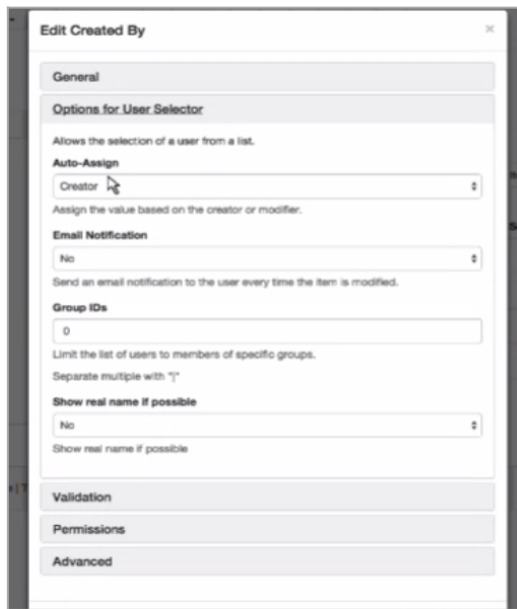 Edit Created By
×
General
Options for User Selector
Allows the selection of a user from a list.
Auto-Assign
Creator
Assign the value based on the creator or modifier.
Email Notification
No
Send an email notification to the user every time the item is modified.
Group IDs
0
Limit the list of users to members of specific groups.
Separate multiple with "|"
Show real name if possible
No
Show real name if possible
Validation
Permissions
Advanced